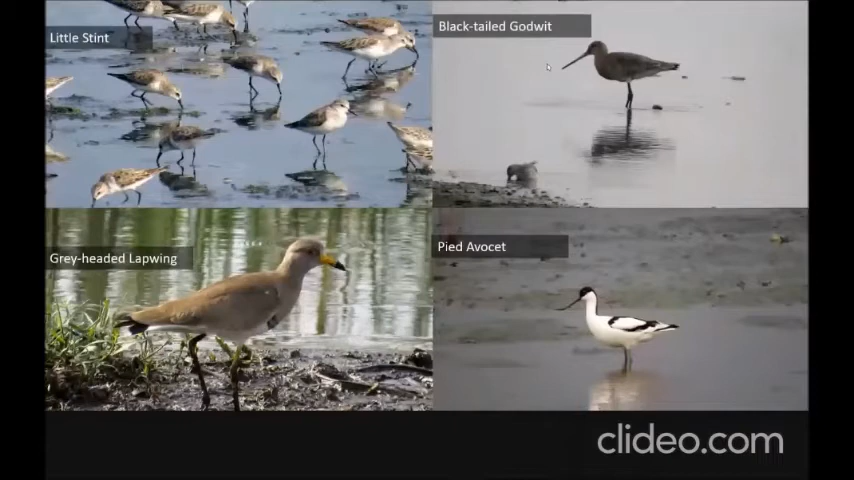 Little Stint
Black-tailed Godwit
Grey-headed Lapwing
Pied Avocet
clideo.com